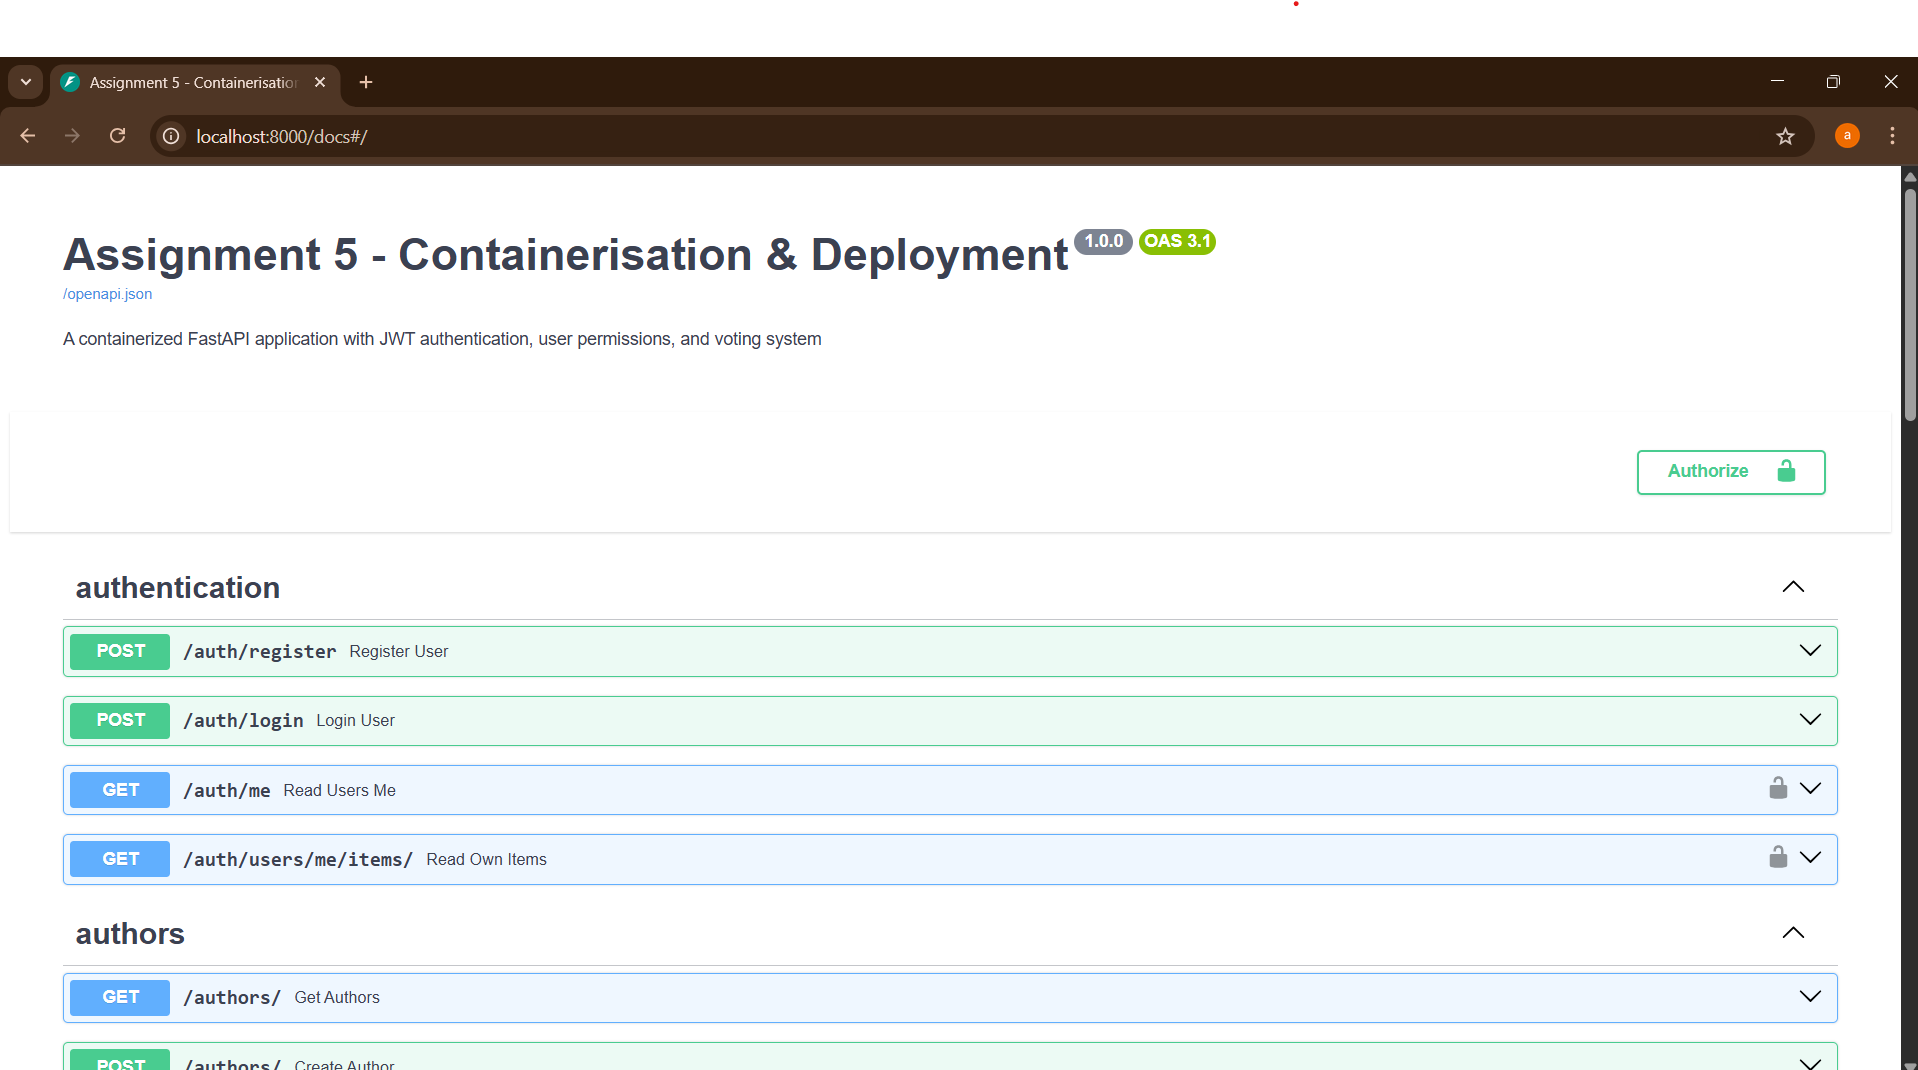 Assignment 5 - Containerisation
localhost:8000/docs#/
a
Assignment 5 - Containerisation & Deployment 1.0.0 OAS 3.1
/openapi.json
A containerized FastAPI application with JWT authentication, user permissions, and voting system
Authorize
authentication
POST /auth/register Register User
POST /auth/login Login User
GET /auth/me Read Users Me
GET /auth/users/me/items/ Read Own Items
authors
GET /authors/ Get Authors
POST /authors/ Create Author